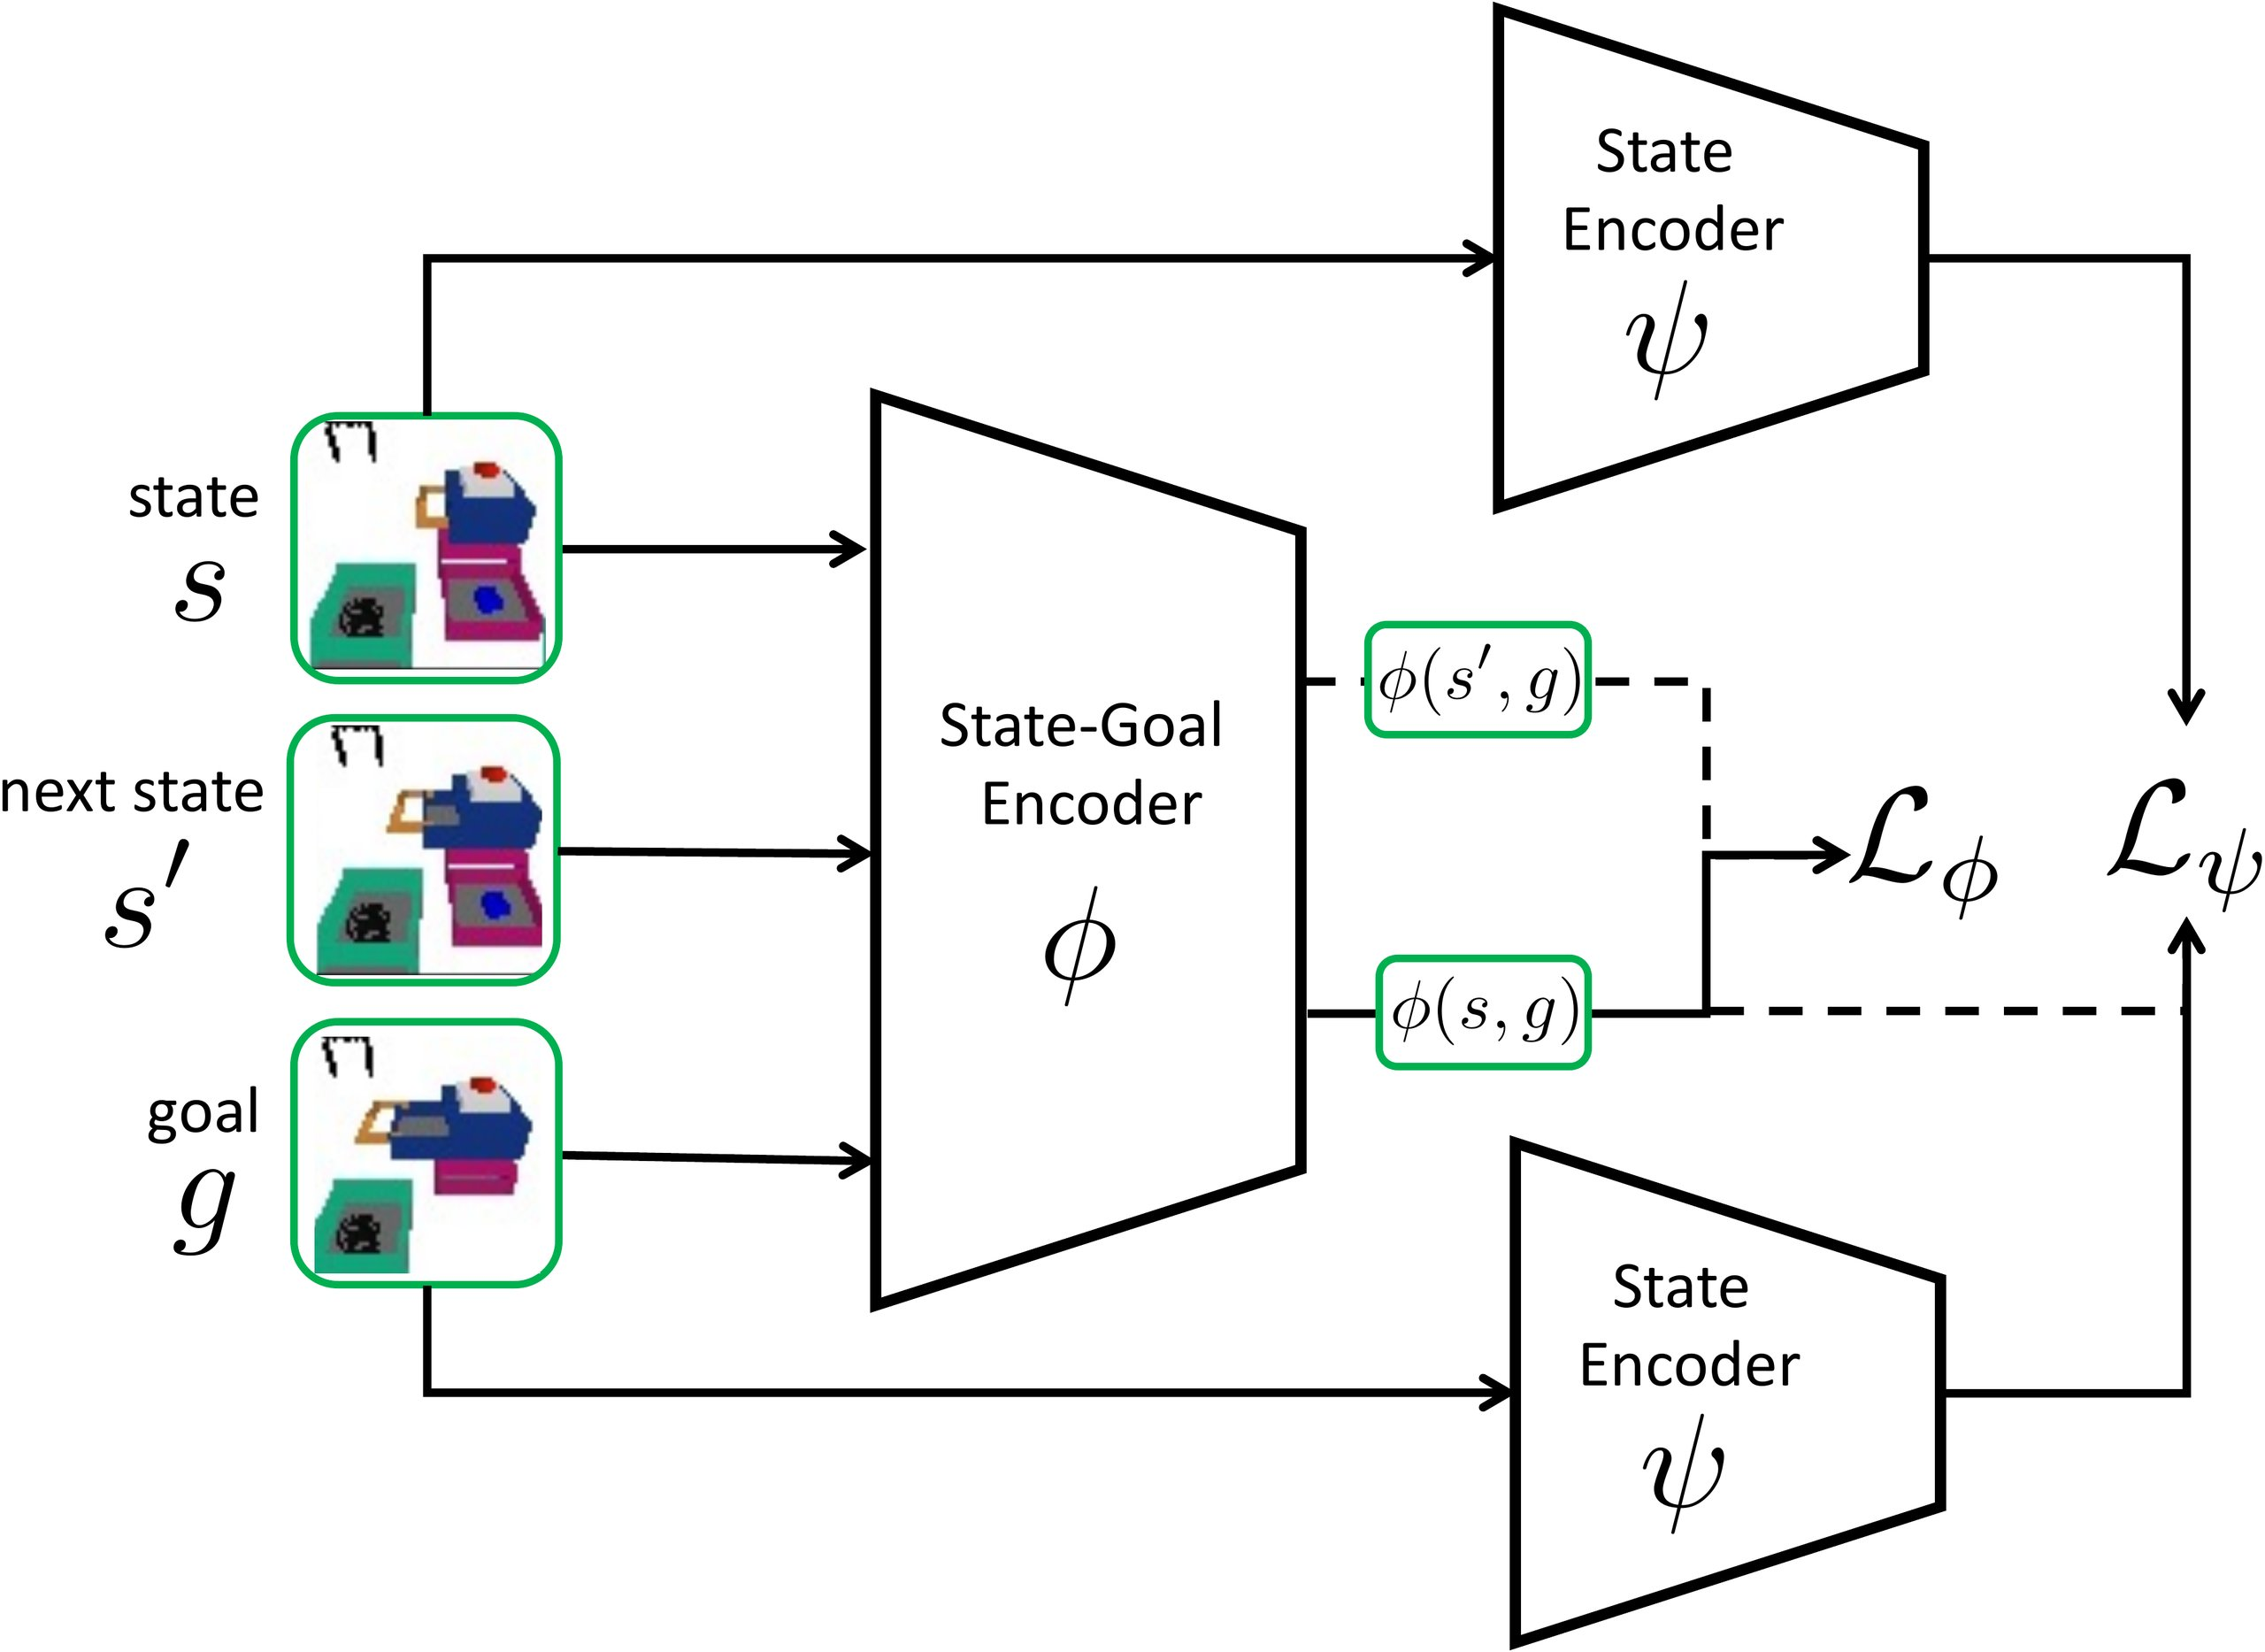 State
Encoder
ψ
state
s
next state
s′
goal
g
State-Goal
Encoder
ϕ
ϕ(s′, g)
ϕ(s, g)
ℒϕ
ℒψ
State
Encoder
ψ